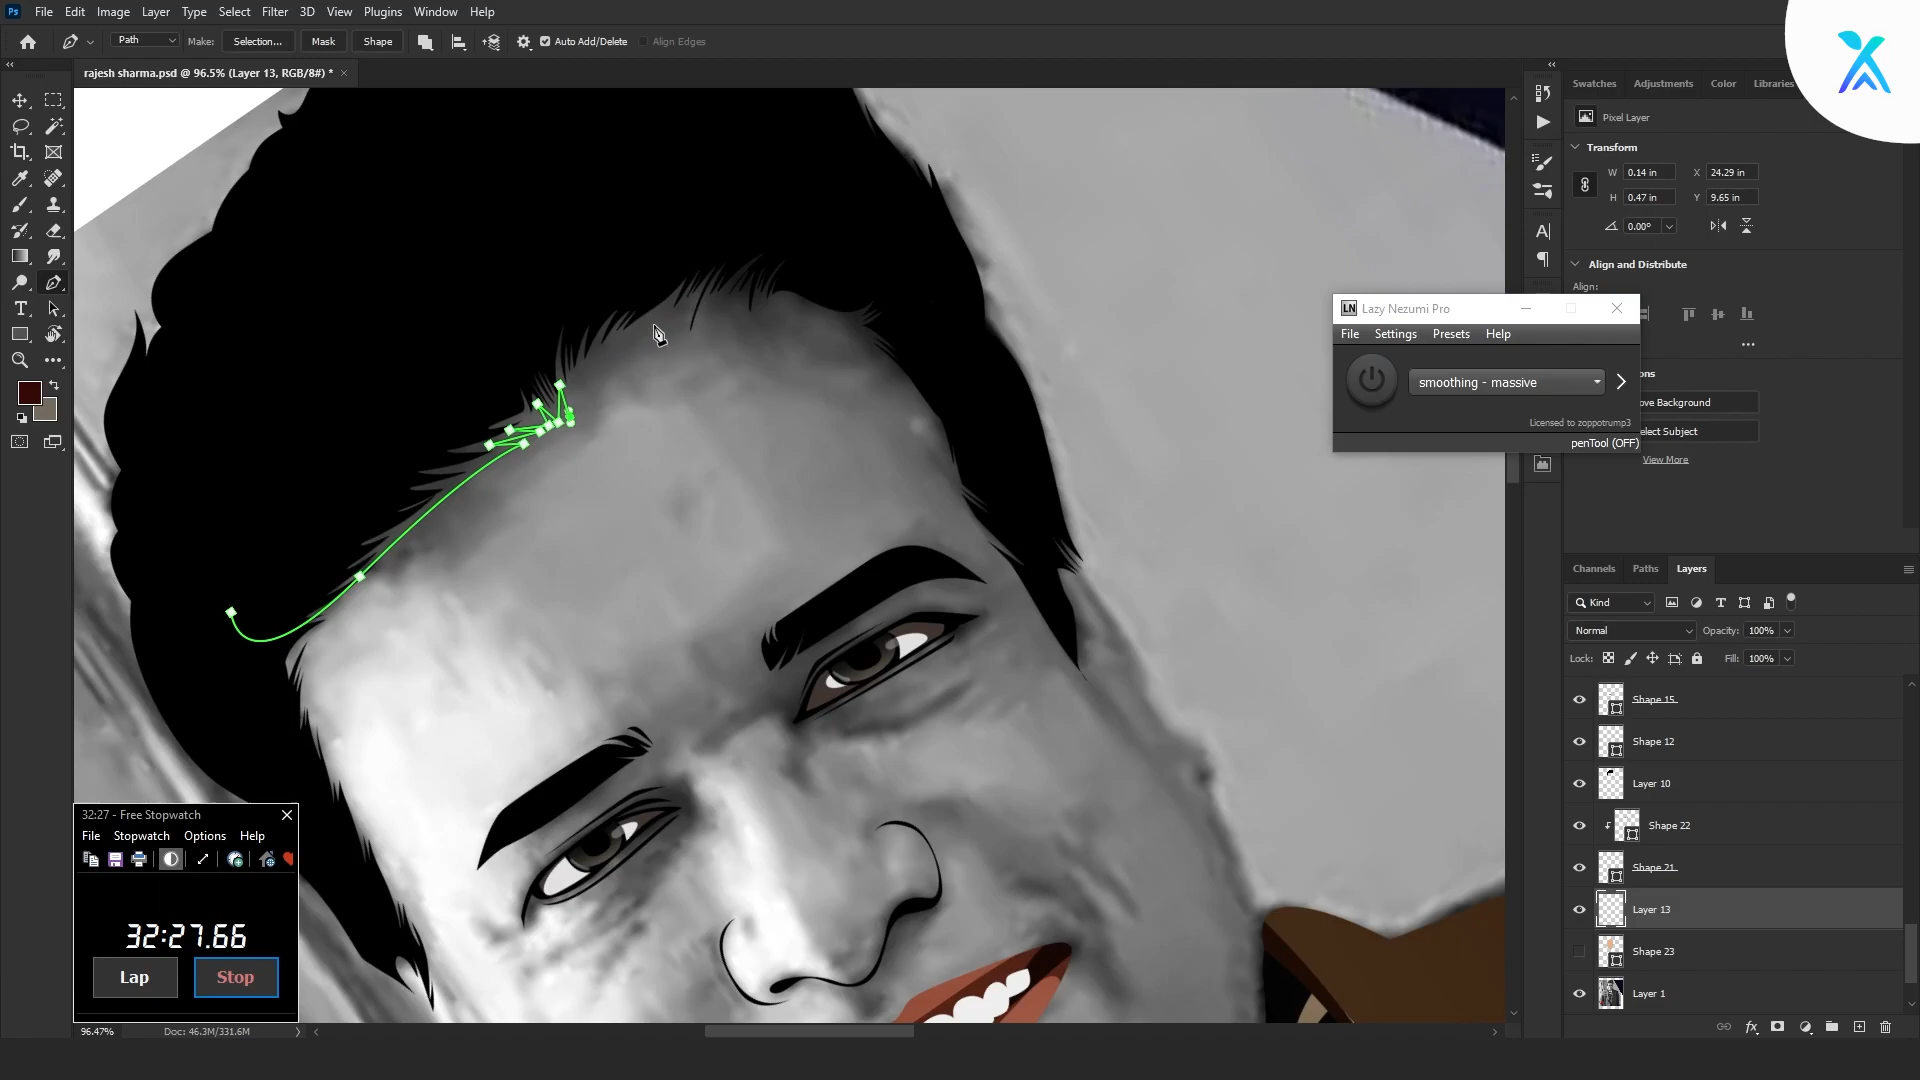 Ps File Edit Image Layer Type Select Filter 3D View Plugins Window Help
Path Make: Selection... Mask Shape Auto Add/Delete Align Edges
rajesh sharma.psd @ 96.5% (Layer 13, RGB/8#) *
Swatches Adjustments Color Libraries
Pixel Layer
Transform
W 0.14 in X 24.29 in
H 0.47 in Y 9.65 in
0.00°
Align and Distribute
Align:
ons
ove Background
elect Subject
View More
LN Lazy Nezumi Pro
File Settings Presets Help
smoothing - massive
Licensed to zoppotrump3
penTool (OFF)
Channels Paths Layers
Kind
Normal Opacity: 100%
Lock: Fill: 100%
Shape 15
Shape 12
Layer 10
Shape 22
Shape 21
Layer 13
Shape 23
Layer 1
fx
32:27 - Free Stopwatch
File Stopwatch Options Help
32:27.66
Lap Stop
96.47% Doc: 46.3M/331.6M